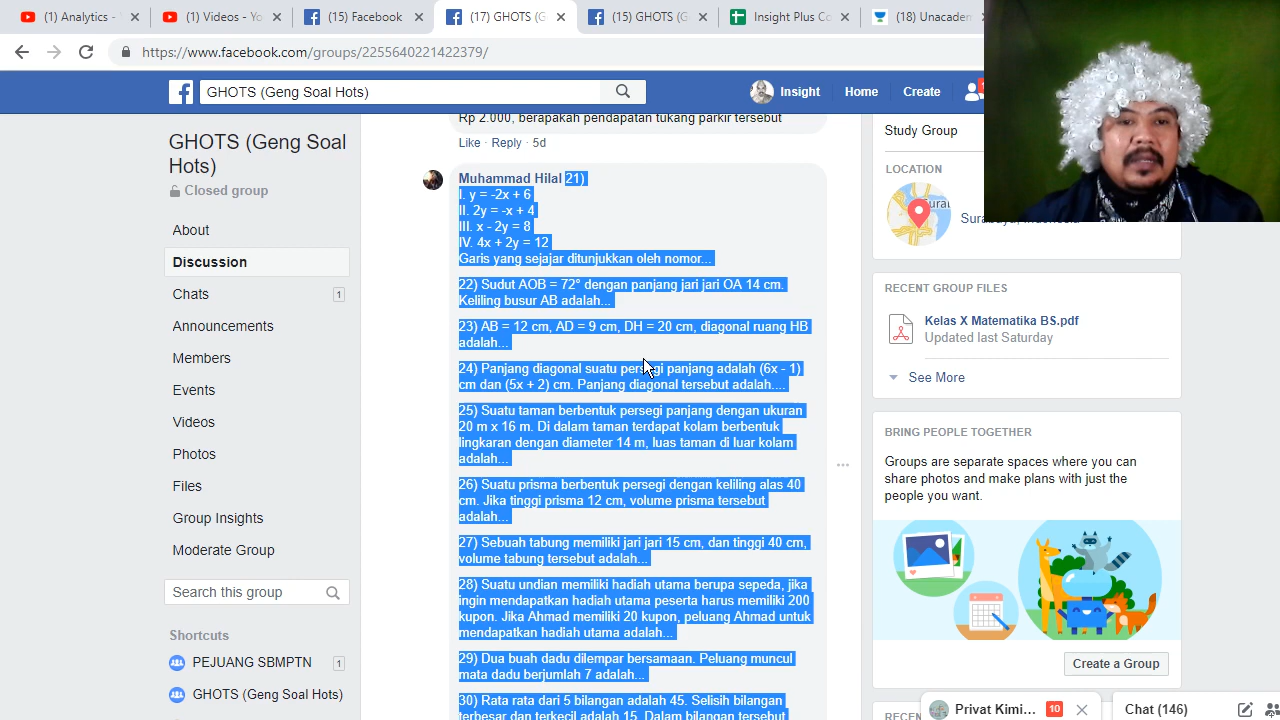 (1) Analytics -
(1) Videos - Yo
(15) Facebook
(17) GHOTS (G
(15) GHOTS (G
Insight Plus Co
(18) Unacadem
https://www.facebook.com/groups/2255640221422379/
GHOTS (Geng Soal Hots)
Insight
Home
Create
GHOTS (Geng Soal
Hots)
Closed group
About
Discussion
Chats
1
Announcements
Members
Events
Videos
Photos
Files
Group Insights
Moderate Group
Search this group
Shortcuts
PEJUANG SBMPTN
1
GHOTS (Geng Soal Hots)
Rp 2.000, berapakah pendapatan tukang parkir tersebut
Like · Reply · 5d
Muhammad Hilal 21)
I. y = -2x + 6
II. 2y = -x + 4
III. x - 2y = 8
IV. 4x + 2y = 12
Garis yang sejajar ditunjukkan oleh nomor...
22) Sudut AOB = 72° dengan panjang jari jari OA 14 cm.
Keliling busur AB adalah...
23) AB = 12 cm, AD = 9 cm, DH = 20 cm, diagonal ruang HB
adalah...
24) Panjang diagonal suatu persegi panjang adalah (6x - 1)
cm dan (5x + 2) cm. Panjang diagonal tersebut adalah....
25) Suatu taman berbentuk persegi panjang dengan ukuran
20 m x 16 m. Di dalam taman terdapat kolam berbentuk
lingkaran dengan diameter 14 m, luas taman di luar kolam
adalah...
26) Suatu prisma berbentuk persegi dengan keliling alas 40
cm. Jika tinggi prisma 12 cm, volume prisma tersebut
adalah...
27) Sebuah tabung memiliki jari jari 15 cm, dan tinggi 40 cm,
volume tabung tersebut adalah...
28) Suatu undian memiliki hadiah utama berupa sepeda, jika
ingin mendapatkan hadiah utama peserta harus memiliki 200
kupon. Jika Ahmad memiliki 20 kupon, peluang Ahmad untuk
mendapatkan hadiah utama adalah...
29) Dua buah dadu dilempar bersamaan. Peluang muncul
mata dadu berjumlah 7 adalah...
30) Rata rata dari 5 bilangan adalah 45. Selisih bilangan
terbesar dan terkecil adalah 15. Dalam bilangan tersebut
Study Group
LOCATION
RECENT GROUP FILES
Kelas X Matematika BS.pdf
Updated last Saturday
See More
BRING PEOPLE TOGETHER
Groups are separate spaces where you can
share photos and make plans with just the
people you want.
Create a Group
Privat Kimi...
10
Chat (146)